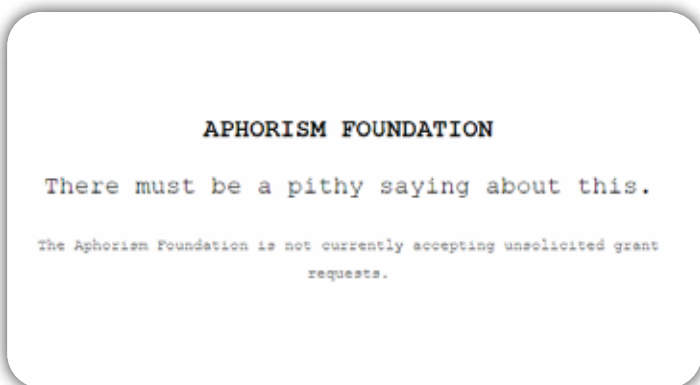 APHORISM FOUNDATION
There must be a pithy saying about this.
The Aphorism Foundation is not currently accepting unsolicited grant
requests.